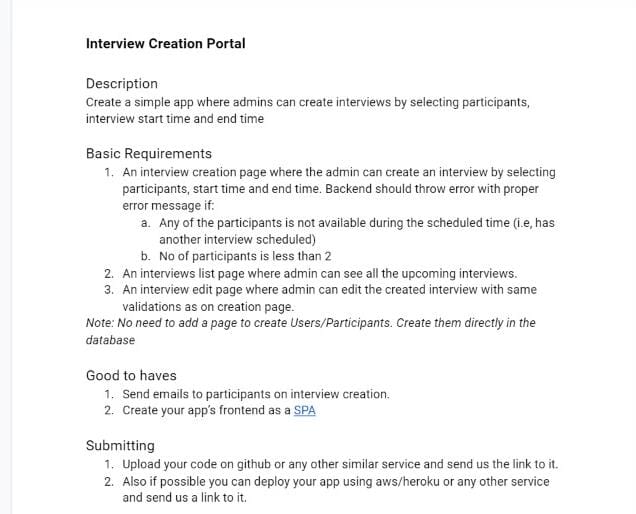 Interview Creation Portal
Description
Create a simple app where admins can create interviews by selecting participants,
interview start time and end time
Basic Requirements
1. An interview creation page where the admin can create an interview by selecting
participants, start time and end time. Backend should throw error with proper
error message if:
a. Any of the participants is not available during the scheduled time (i.e, has
another interview scheduled)
b. No of participants is less than 2
2. An interviews list page where admin can see all the upcoming interviews.
3. An interview edit page where admin can edit the created interview with same
validations as on creation page.
Note: No need to add a page to create Users/Participants. Create them directly in the
database
Good to haves
1. Send emails to participants on interview creation.
2. Create your app's frontend as a SPA
Submitting
1. Upload your code on github or any other similar service and send us the link to it.
2. Also if possible you can deploy your app using aws/heroku or any other service
and send us a link to it.